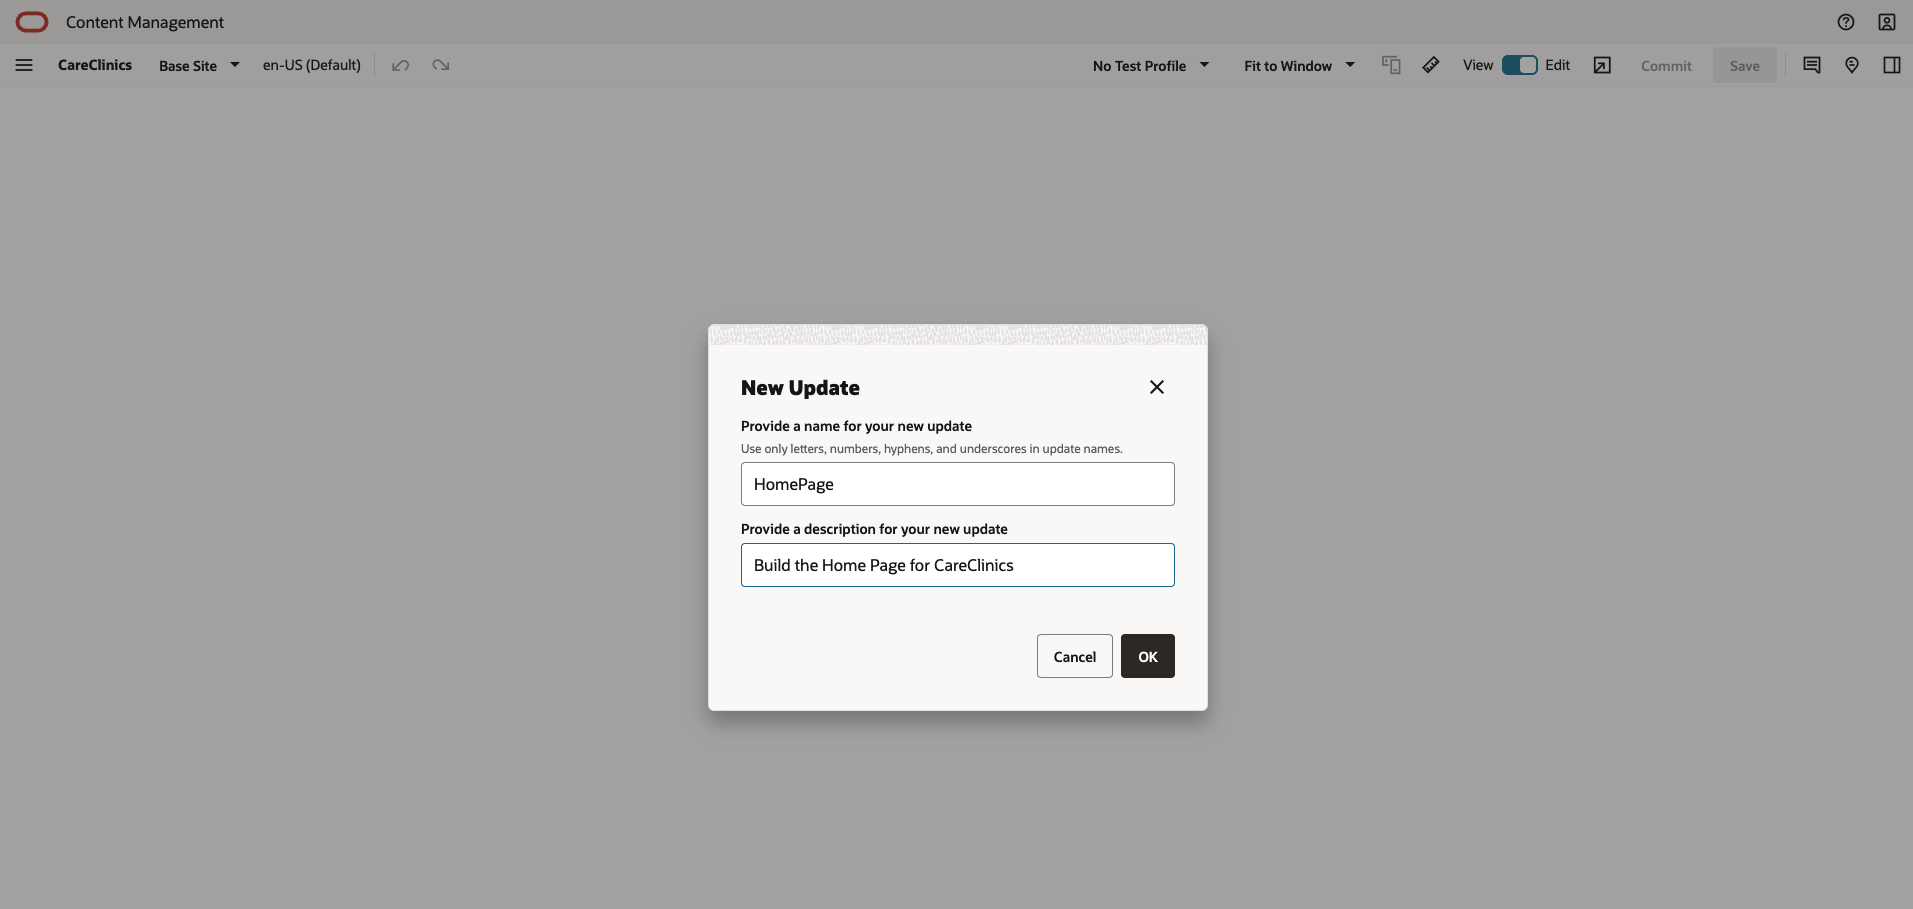 Content Management
CareClinics Base Site en-US (Default) No Test Profile Fit to Window View Edit Commit Save
New Update
Provide a name for your new update
Use only letters, numbers, hyphens, and underscores in update names.
HomePage
Provide a description for your new update
Build the Home Page for CareClinics
Cancel OK